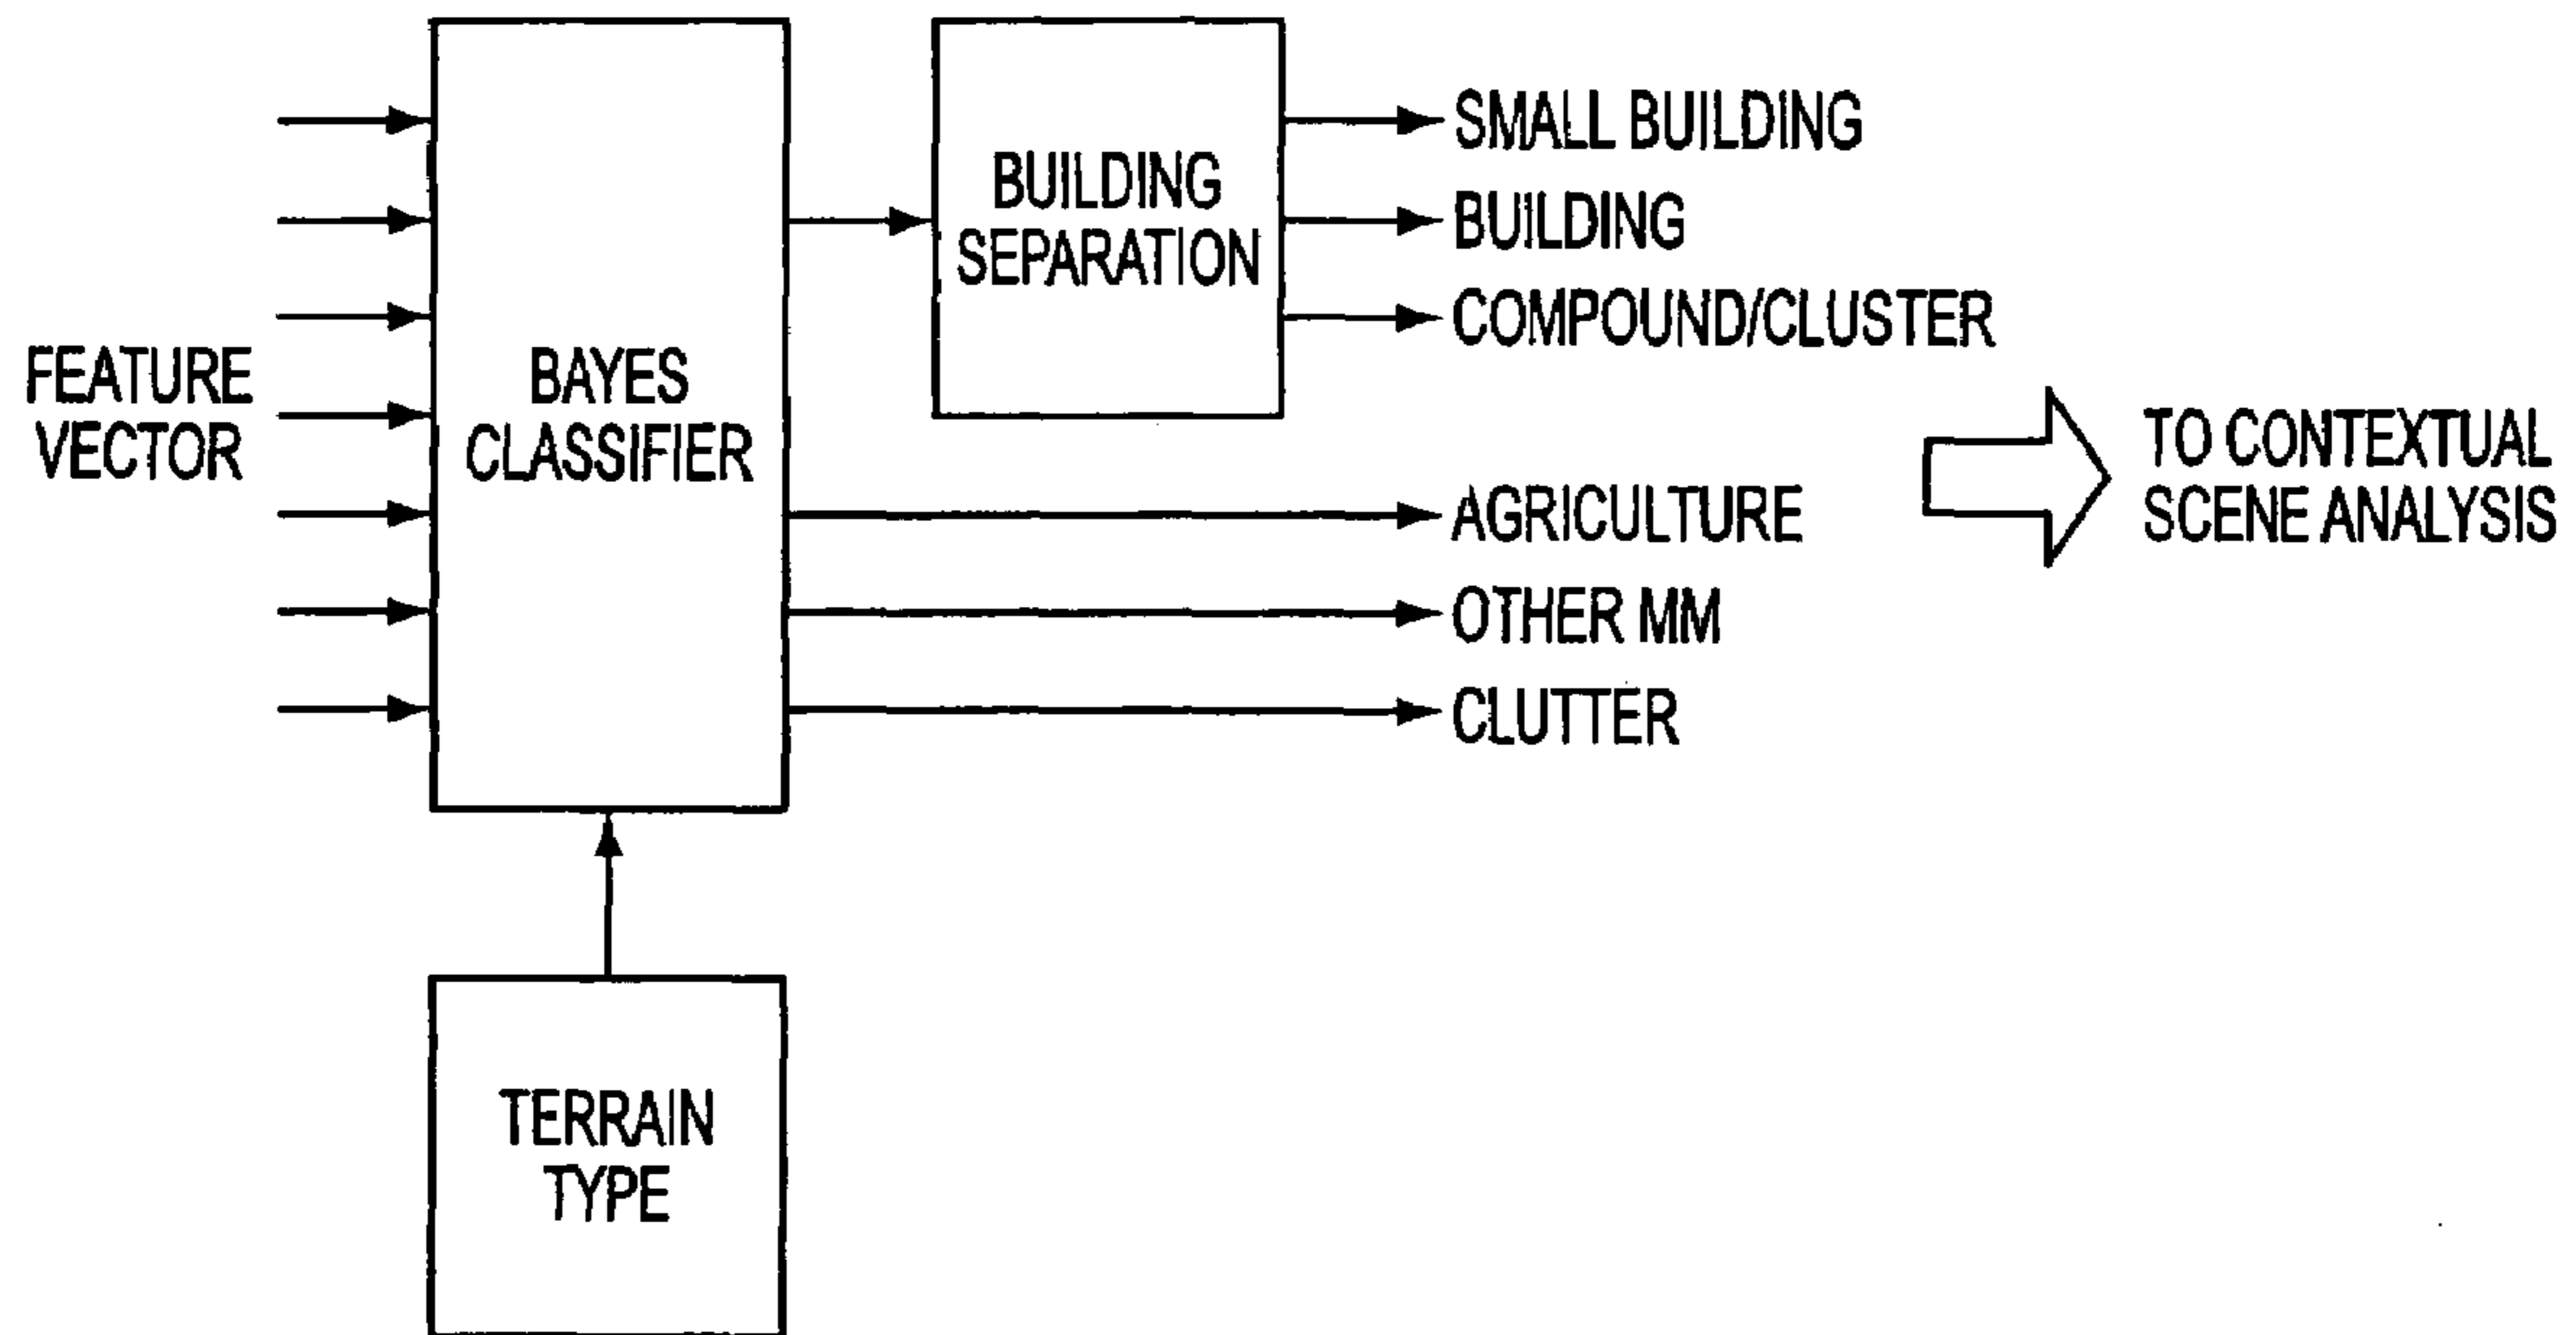 FEATURE
VECTOR
BAYES
CLASSIFIER
BUILDING
SEPARATION
SMALL BUILDING
BUILDING
COMPOUND/CLUSTER
AGRICULTURE
OTHER MM
CLUTTER
TO CONTEXTUAL
SCENE ANALYSIS
TERRAIN
TYPE